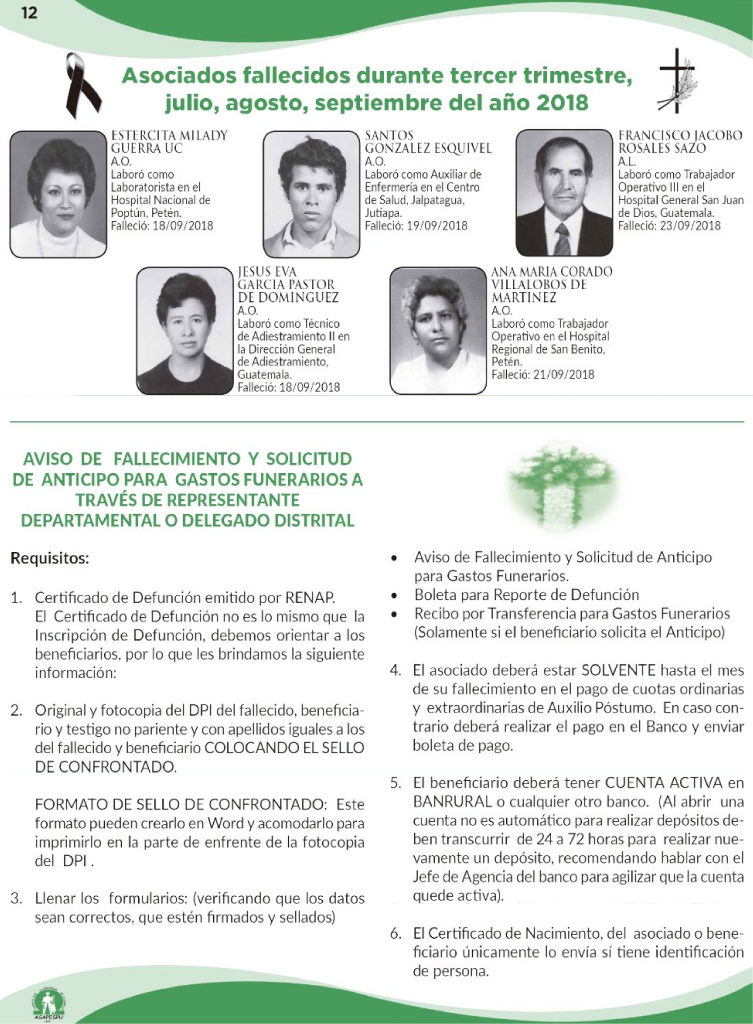 12
Asociados fallecidos durante tercer trimestre,
julio, agosto, septiembre del año 2018
ESTERCITA MILADY
GUERRA UC
A.O.
Laboró como
Laboratorista en el
Hospital Nacional de
Poptún, Petén.
Falleció: 18/09/2018
SANTOS
GONZALEZ ESQUIVEL
A.O.
Laboró como Auxiliar de
Enfermería en el Centro
de Salud, Jalpatagua,
Jutiapa.
Falleció: 19/09/2018
FRANCISCO JACOBO
ROSALES SAZO
A.L.
Laboró como Trabajador
Operativo III en el
Hospital General San Juan
de Dios, Guatemala.
Falleció: 23/09/2018
JESUS EVA
GARCIA PASTOR
DE DOMINGUEZ
A.O.
Laboró como Técnico
de Adiestramiento II en
la Dirección General
de Adiestramiento,
Guatemala.
Falleció: 18/09/2018
ANA MARIA CORADO
VILLALOBOS DE
MARTINEZ
A.O.
Laboró como Trabajador
Operativo en el Hospital
Regional de San Benito,
Petén.
Falleció: 21/09/2018
AVISO DE FALLECIMIENTO Y SOLICITUD
DE ANTICIPO PARA GASTOS FUNERARIOS A
TRAVÉS DE REPRESENTANTE
DEPARTAMENTAL O DELEGADO DISTRITAL
Requisitos:
1. Certificado de Defunción emitido por RENAP.
El Certificado de Defunción no es lo mismo que la
Inscripción de Defunción, debemos orientar a los
beneficiarios, por lo que les brindamos la siguiente
información:
2. Original y fotocopia del DPI del fallecido, beneficia-
rio y testigo no pariente y con apellidos iguales a los
del fallecido y beneficiario COLOCANDO EL SELLO
DE CONFRONTADO.
FORMATO DE SELLO DE CONFRONTADO: Este
formato pueden crearlo en Word y acomodarlo para
imprimirlo en la parte de enfrente de la fotocopia
del DPI .
3. Llenar los formularios: (verificando que los datos
sean correctos, que estén firmados y sellados)
• Aviso de Fallecimiento y Solicitud de Anticipo
para Gastos Funerarios.
• Boleta para Reporte de Defunción
• Recibo por Transferencia para Gastos Funerarios
(Solamente si el beneficiario solicita el Anticipo)
4. El asociado deberá estar SOLVENTE hasta el mes
de su fallecimiento en el pago de cuotas ordinarias
y extraordinarias de Auxilio Póstumo. En caso con-
trario deberá realizar el pago en el Banco y enviar
boleta de pago.
5. El beneficiario deberá tener CUENTA ACTIVA en
BANRURAL o cualquier otro banco. (Al abrir una
cuenta no es automático para realizar depósitos de-
ben transcurrir de 24 a 72 horas para realizar nue-
vamente un depósito, recomendando hablar con el
Jefe de Agencia del banco para agilizar que la cuenta
quede activa).
6. El Certificado de Nacimiento, del asociado o bene-
ficiario únicamente lo envía sí tiene identificación
de persona.
ASAPESPU